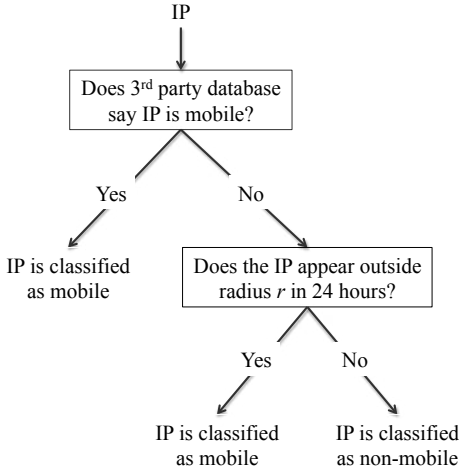 IP
Does 3rd party database
say IP is mobile?
Yes
No
IP is classified
as mobile
Does the IP appear outside
radius r in 24 hours?
Yes
No
IP is classified
as mobile
IP is classified
as non-mobile